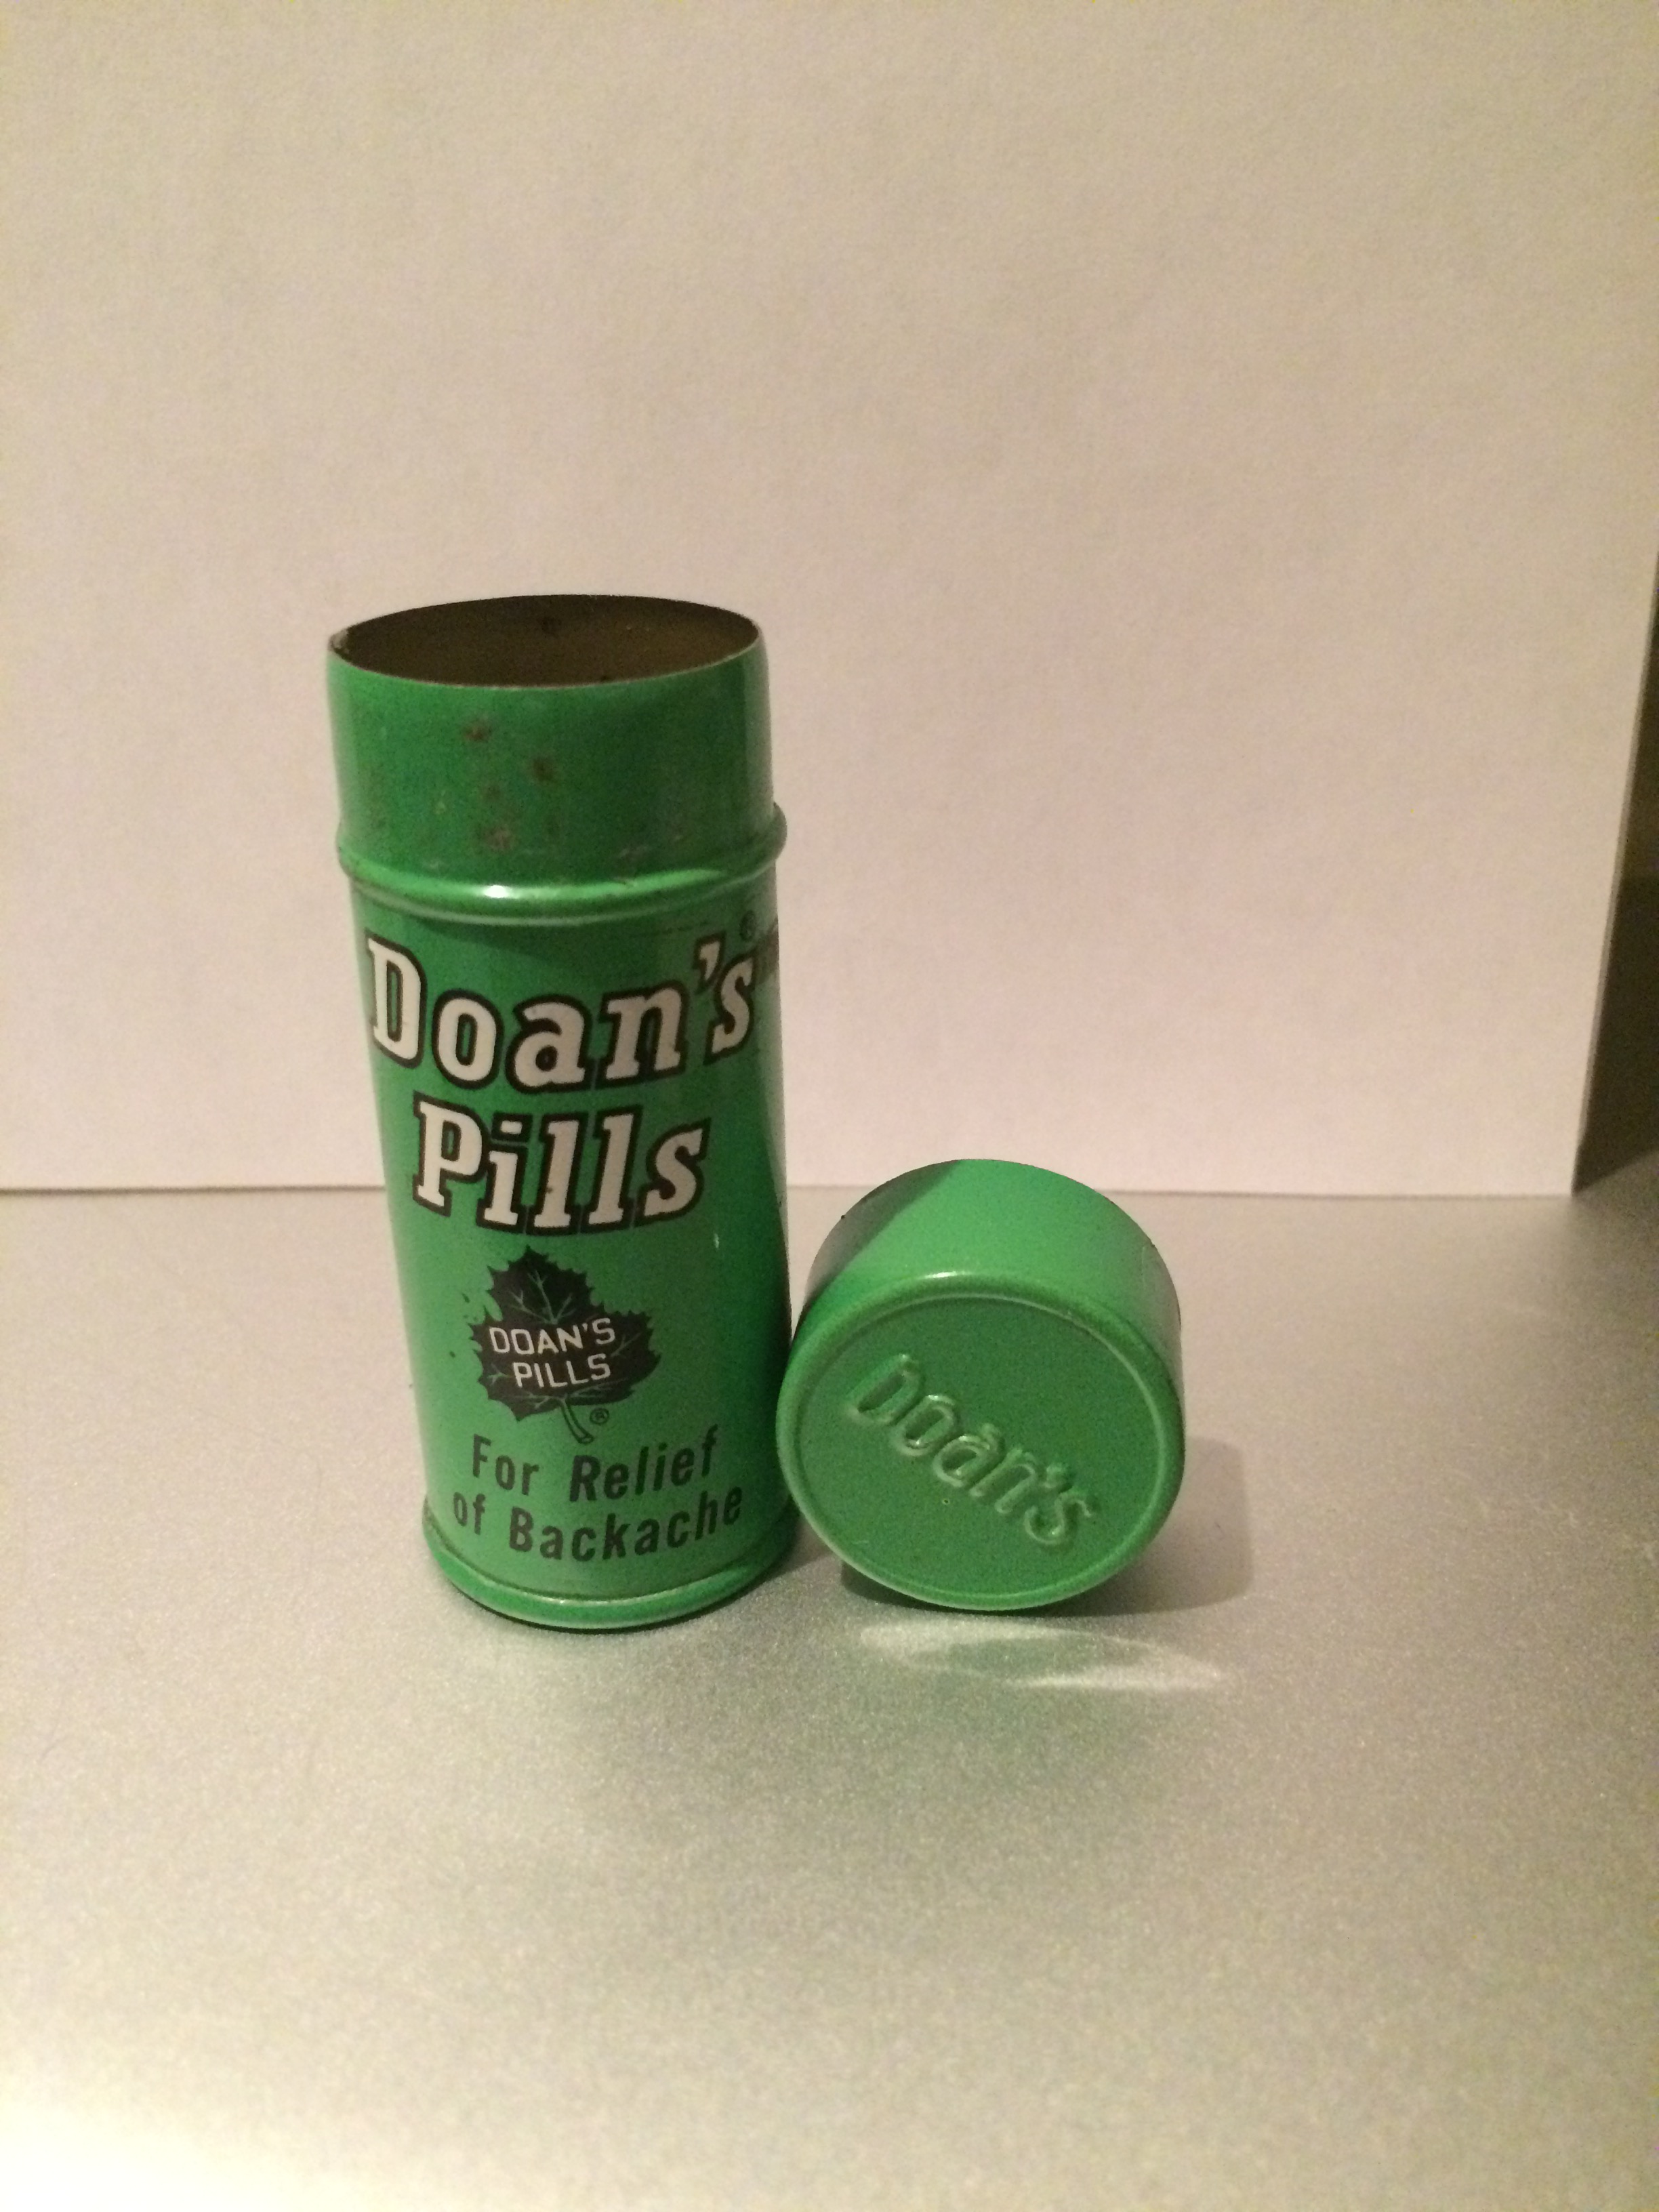 Doan's®
Pills
DOAN'S
PILLS
®
For Relief
of Backache
Doan's